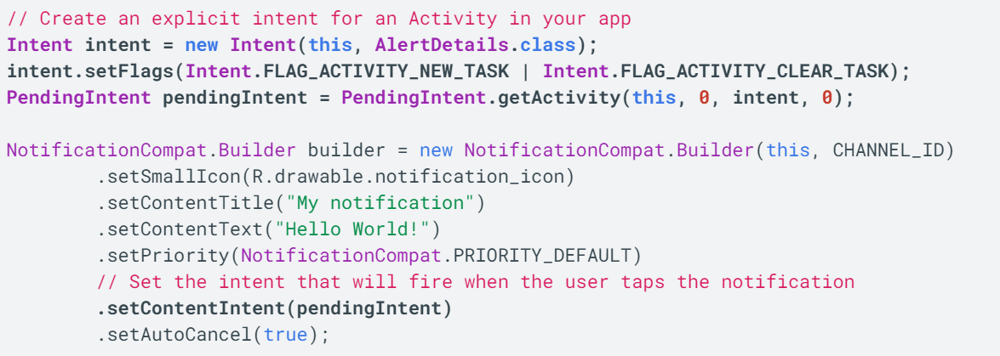 // Create an explicit intent for an Activity in your app
Intent intent = new Intent(this, AlertDetails.class);
intent.setFlags(Intent.FLAG_ACTIVITY_NEW_TASK | Intent.FLAG_ACTIVITY_CLEAR_TASK);
PendingIntent pendingIntent = PendingIntent.getActivity(this, 0, intent, 0);

NotificationCompat.Builder builder = new NotificationCompat.Builder(this, CHANNEL_ID)
        .setSmallIcon(R.drawable.notification_icon)
        .setContentTitle("My notification")
        .setContentText("Hello World!")
        .setPriority(NotificationCompat.PRIORITY_DEFAULT)
        // Set the intent that will fire when the user taps the notification
        .setContentIntent(pendingIntent)
        .setAutoCancel(true);